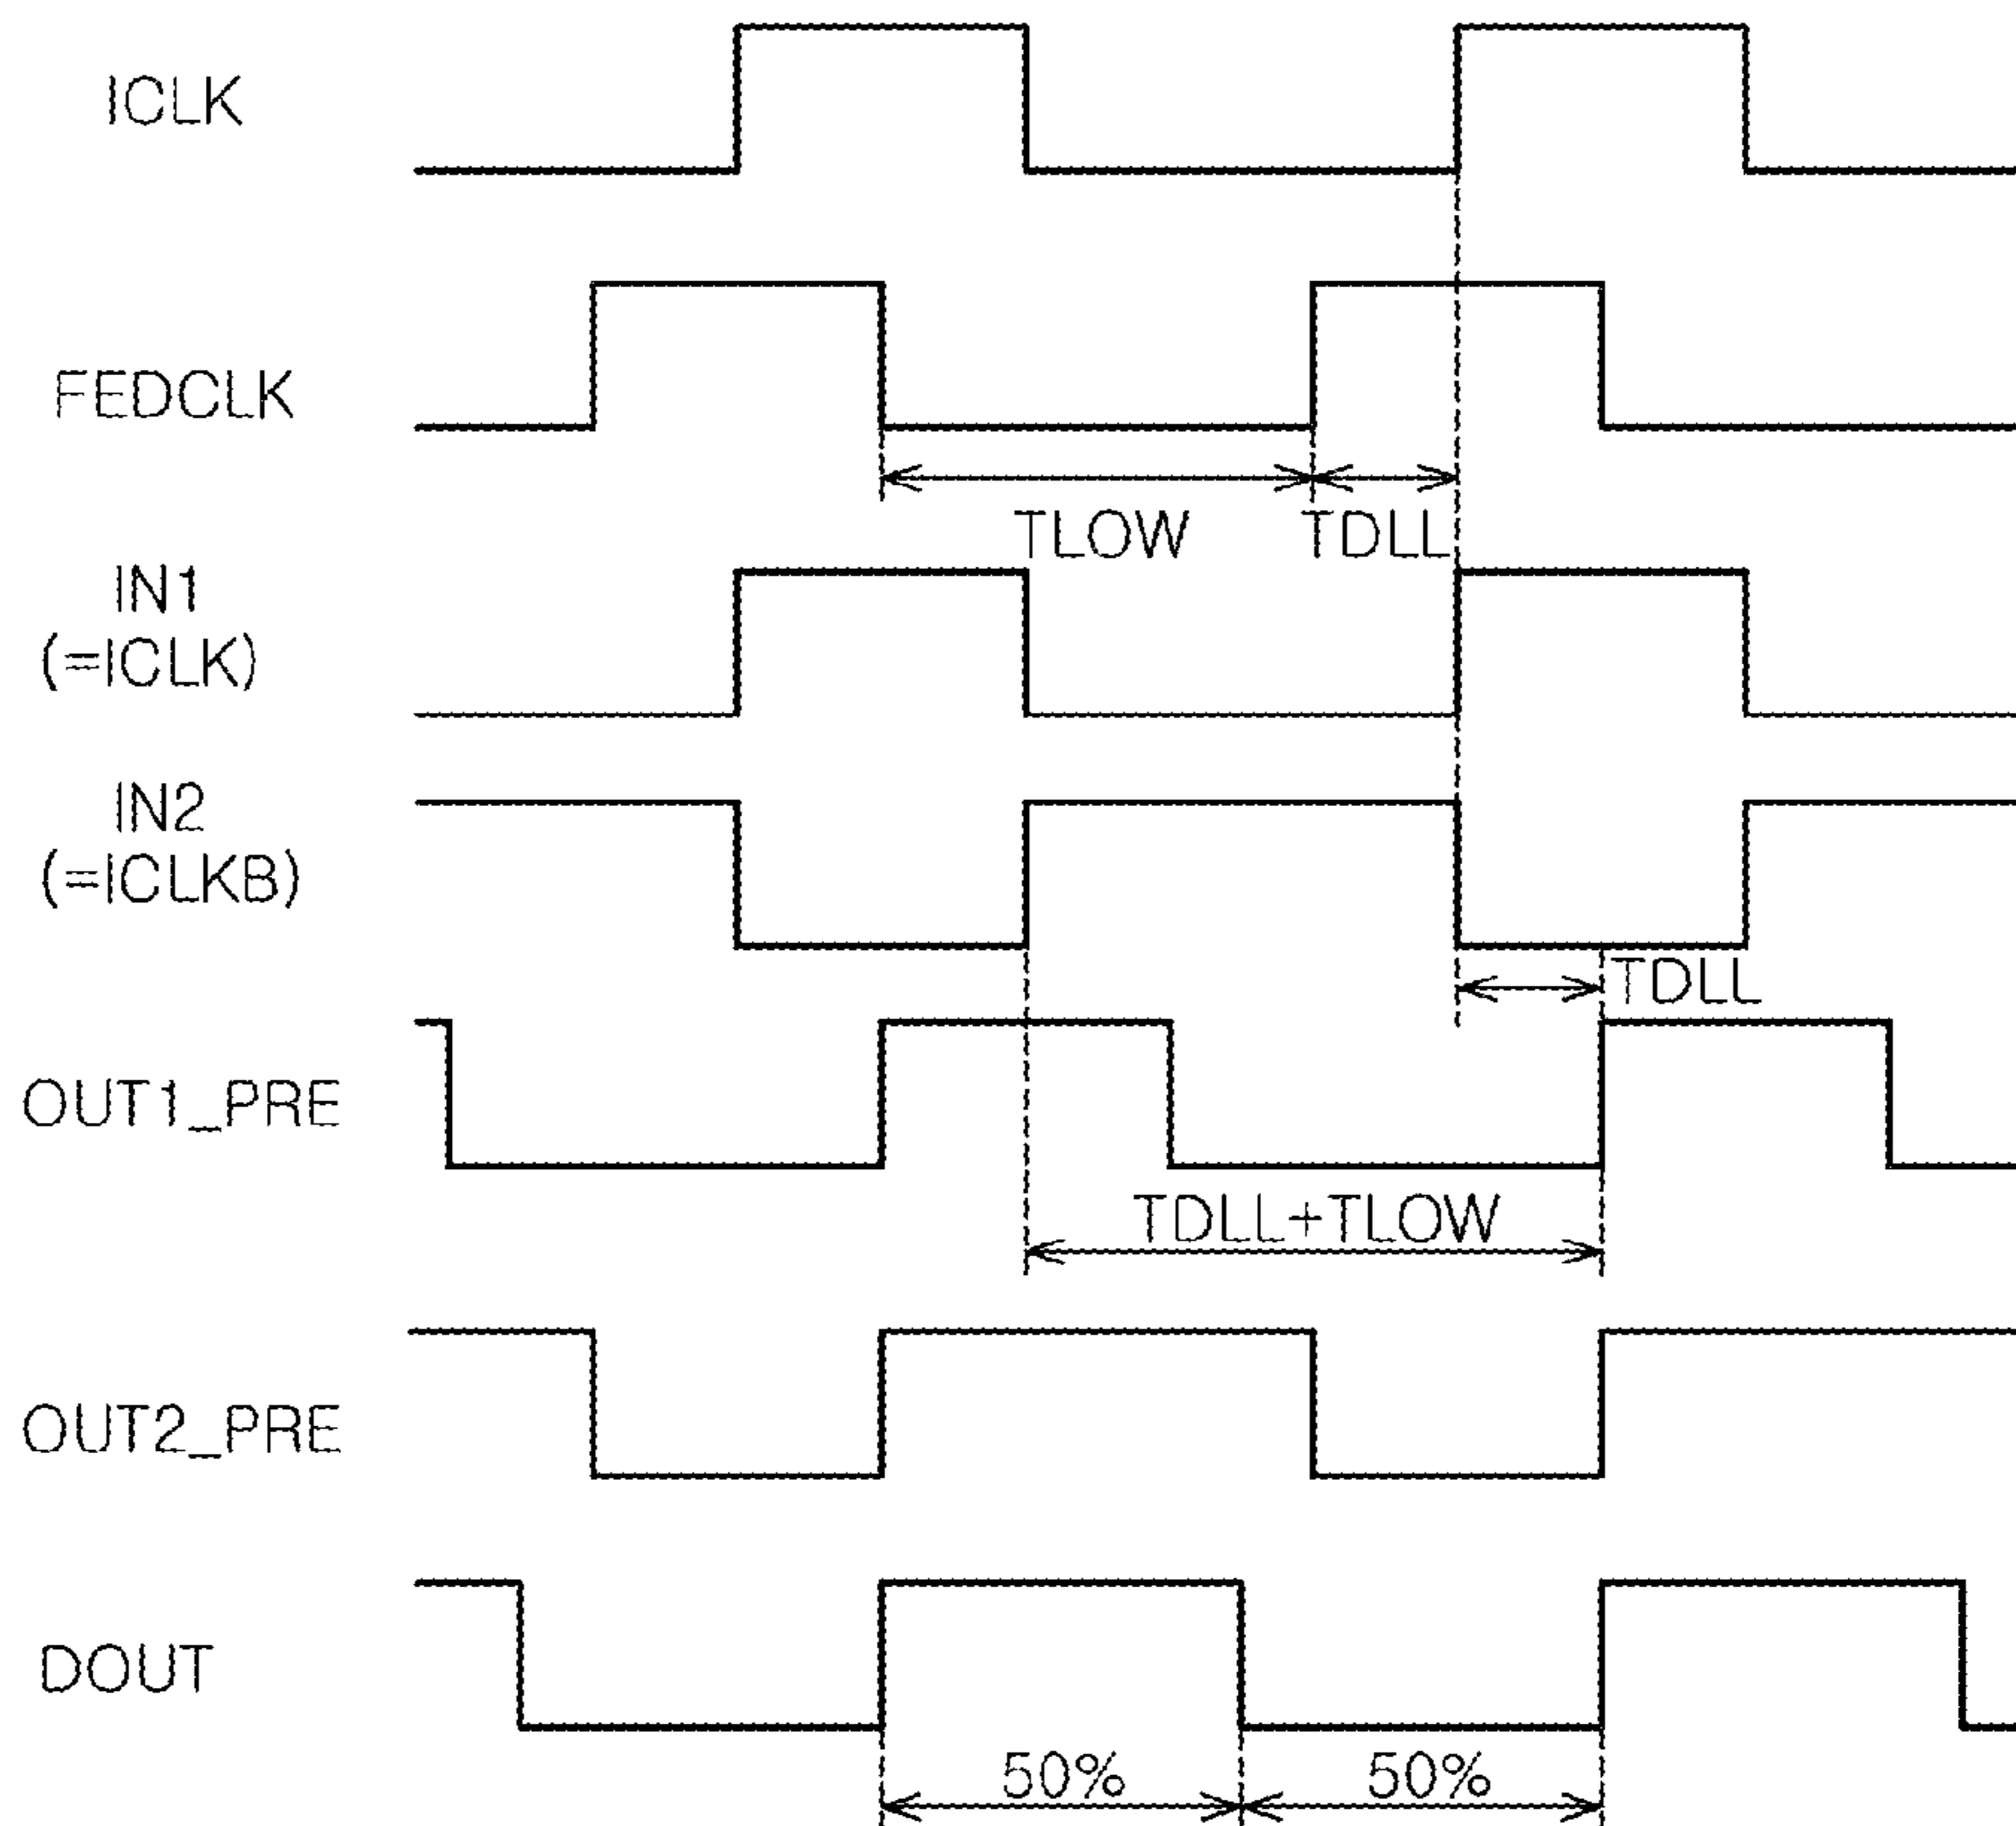 ICLK
FEDCLK
TLOW
TDLL
IN1
(=ICLK)
IN2
(=ICLKB)
TDLL
OUT1_PRE
TDLL+TLOW
OUT2_PRE
DOUT
50%
50%